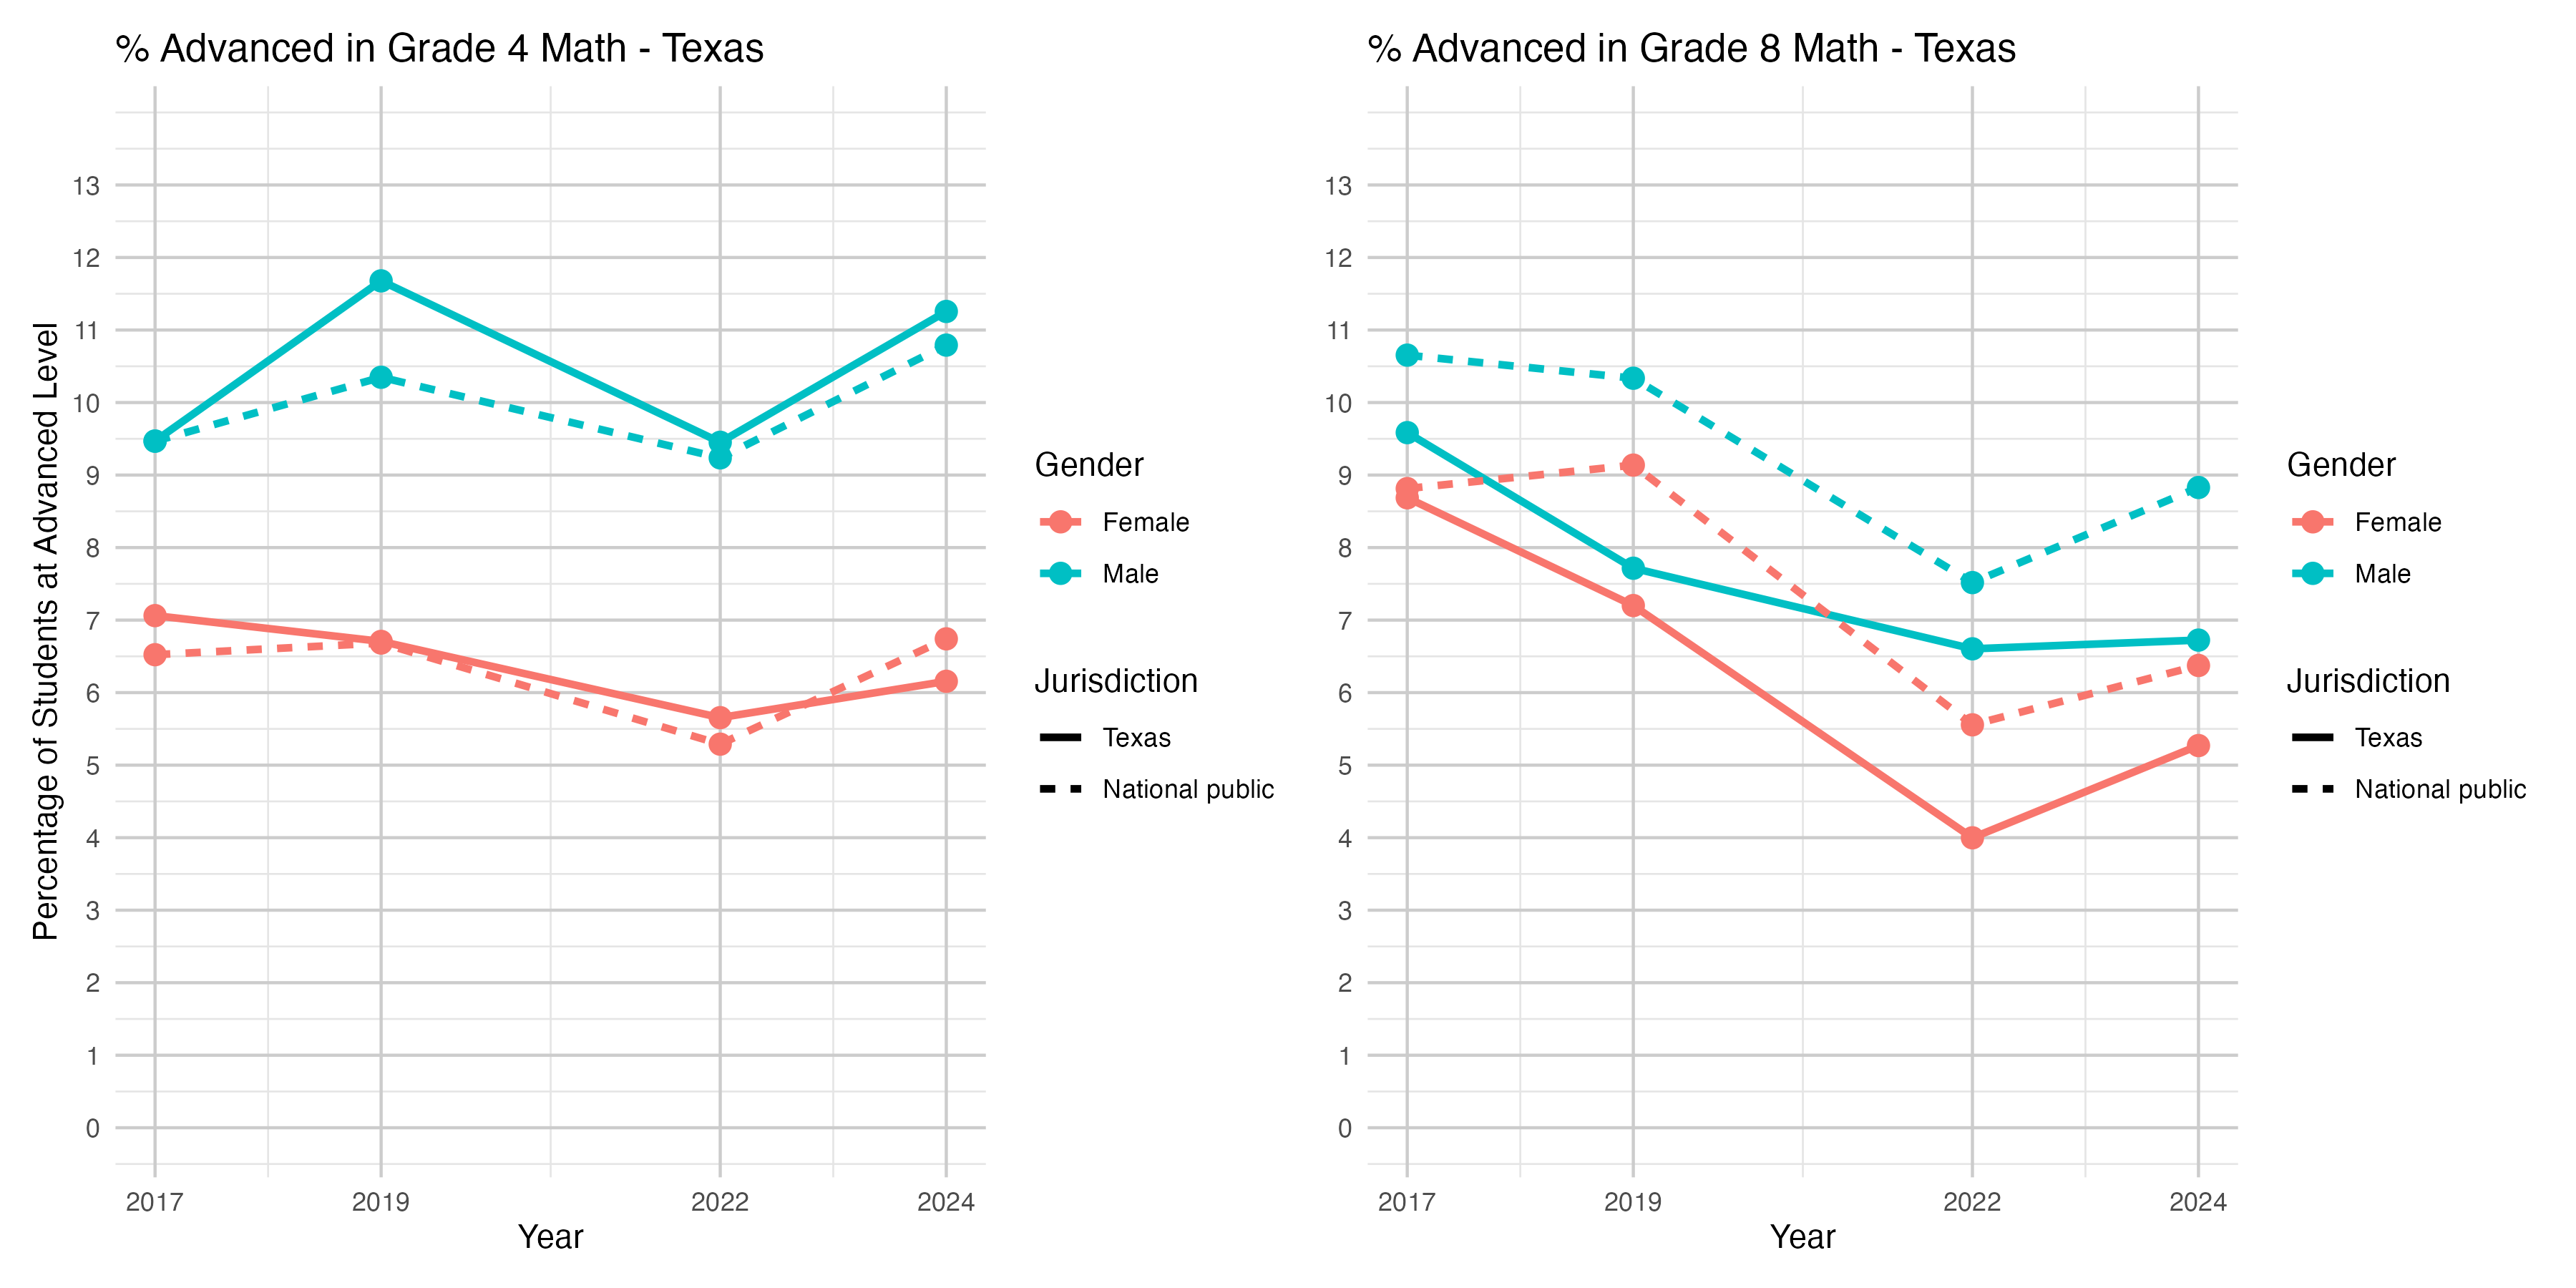 % Advanced in Grade 4 Math - Texas
Percentage of Students at Advanced Level
13
12
11
10
9
8
7
6
5
4
3
2
1
0
2017 2019 2022 2024
Year
Gender
Female
Male
Jurisdiction
Texas
National public
% Advanced in Grade 8 Math - Texas
13
12
11
10
9
8
7
6
5
4
3
2
1
0
2017 2019 2022 2024
Year
Gender
Female
Male
Jurisdiction
Texas
National public